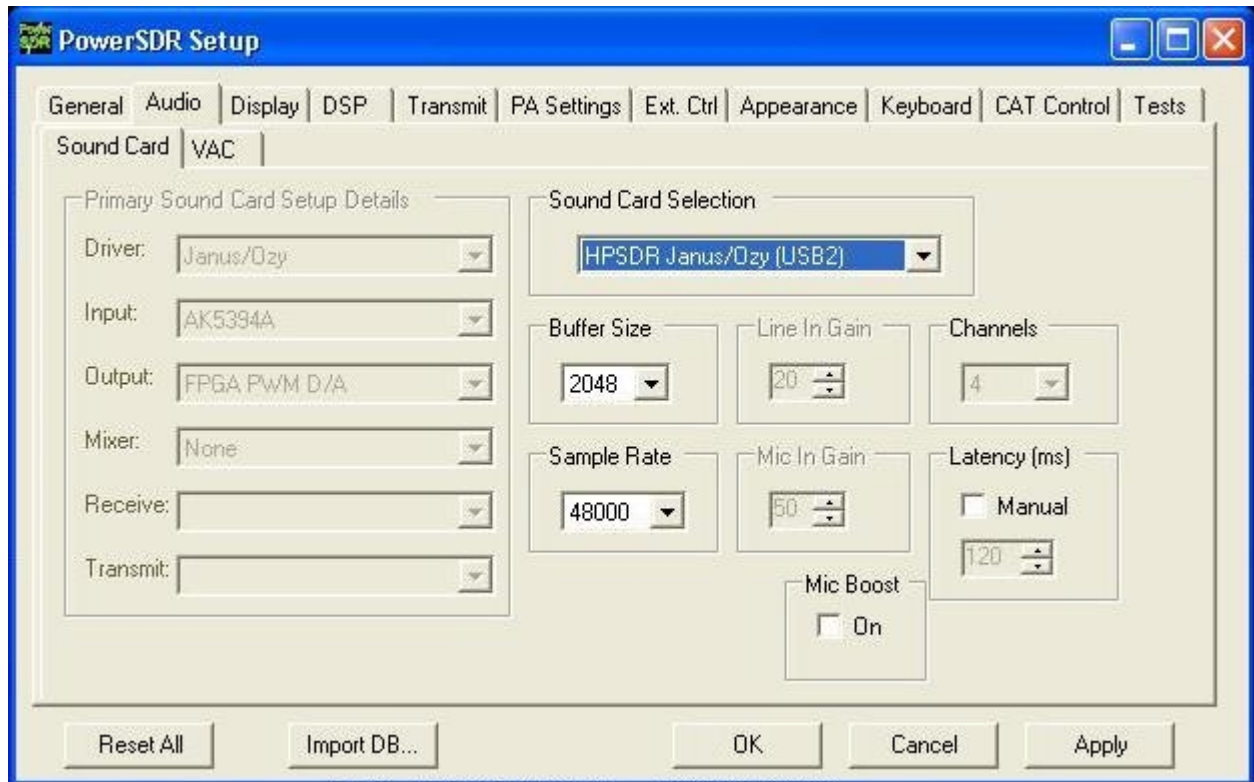 PowerSDR Setup
General Audio Display DSP Transmit PA Settings Ext. Ctrl Appearance Keyboard CAT Control Tests
Sound Card VAC
Primary Sound Card Setup Details
Driver: Janus/Ozy
Input: AK5394A
Output: FPGA PWM D/A
Mixer: None
Receive:
Transmit:
Sound Card Selection
HPSDR Janus/Ozy (USB2)
Buffer Size
2048
Line In Gain
20
Channels
4
Sample Rate
48000
Mic In Gain
50
Latency (ms)
Manual
120
Mic Boost
On
Reset All Import DB... OK Cancel Apply